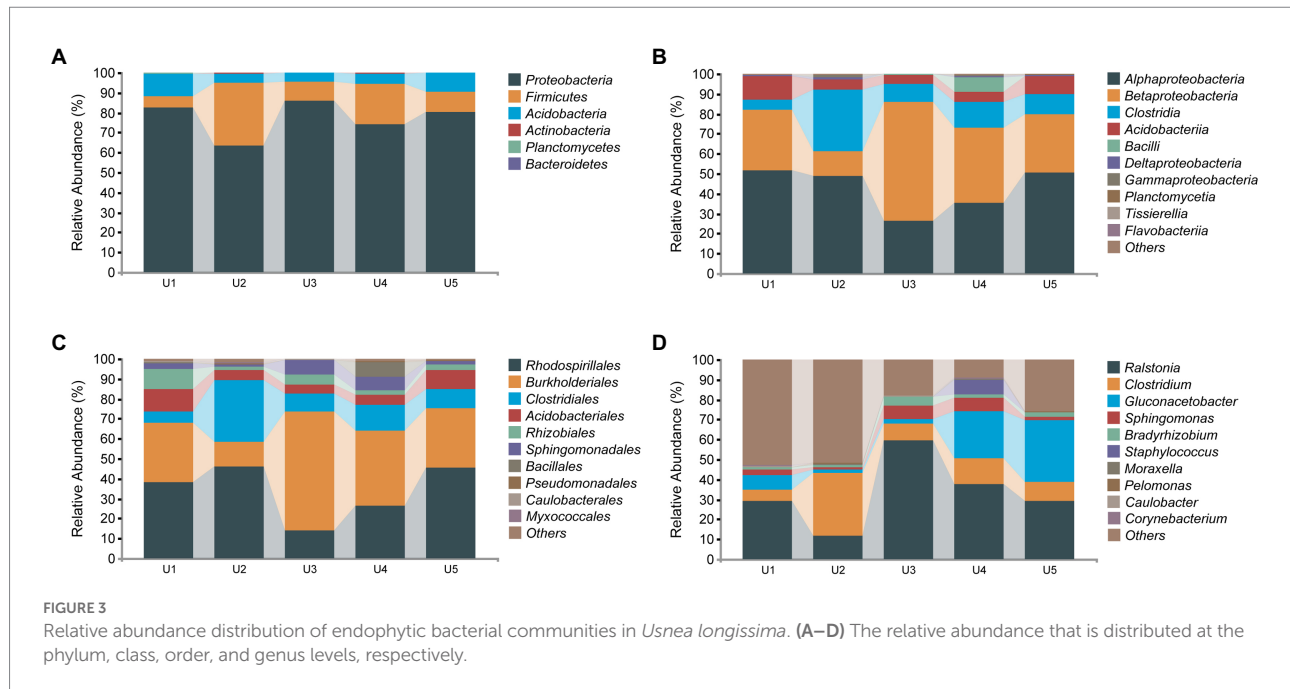 A
Relative Abundance (%)
100
90
80
70
60
50
40
30
20
10
0
U1 U2 U3 U4 U5
Proteobacteria
Firmicutes
Acidobacteria
Actinobacteria
Planctomycetes
Bacteroidetes
B
Relative Abundance (%)
100
90
80
70
60
50
40
30
20
10
0
U1 U2 U3 U4 U5
Alphaproteobacteria
Betaproteobacteria
Clostridia
Acidobacteriia
Bacilli
Deltaproteobacteria
Gammaproteobacteria
Planctomycetia
Tissierellia
Flavobacteriia
Others
C
Relative Abundance (%)
100
90
80
70
60
50
40
30
20
10
0
U1 U2 U3 U4 U5
Rhodospirillales
Burkholderiales
Clostridiales
Acidobacteriales
Rhizobiales
Sphingomonadales
Bacillales
Pseudomonadales
Caulobacterales
Myxococcales
Others
D
Relative Abundance (%)
100
90
80
70
60
50
40
30
20
10
0
U1 U2 U3 U4 U5
Ralstonia
Clostridium
Gluconacetobacter
Sphingomonas
Bradyrhizobium
Staphylococcus
Moraxella
Pelomonas
Caulobacter
Corynebacterium
Others
FIGURE 3
Relative abundance distribution of endophytic bacterial communities in Usnea longissima. (A–D) The relative abundance that is distributed at the
phylum, class, order, and genus levels, respectively.